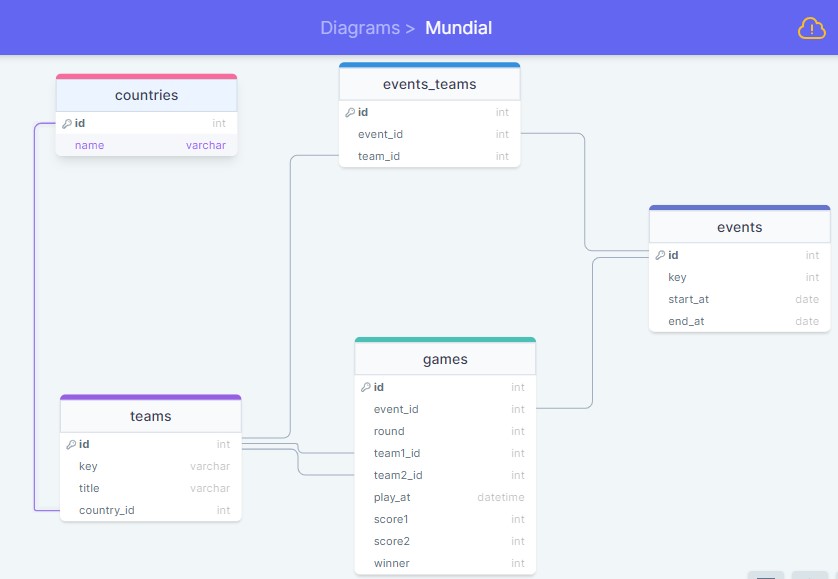 Diagrams > Mundial
countries
id int
name varchar
events_teams
id int
event_id int
team_id int
events
id int
key int
start_at date
end_at date
games
id int
event_id int
round int
team1_id int
team2_id int
play_at datetime
score1 int
score2 int
winner int
teams
id int
key varchar
title varchar
country_id int